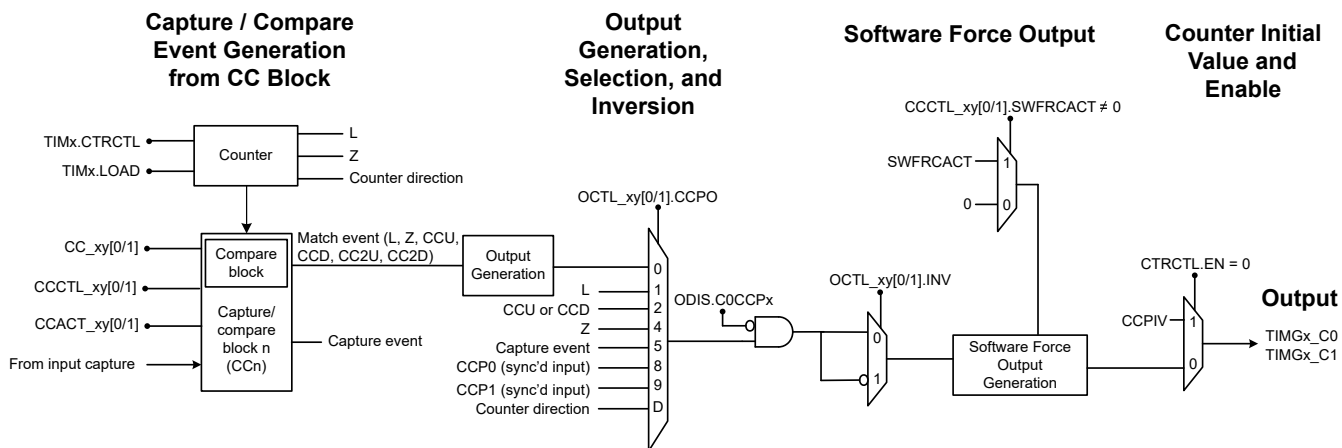 Capture / Compare
Event Generation
from CC Block
Output
Generation,
Selection, and
Inversion
Software Force Output
Counter Initial
Value and
Enable
TIMx.CTRCTL
TIMx.LOAD
Counter
L
Z
Counter direction
CC_xy[0/1]
CCCTL_xy[0/1]
CCACT_xy[0/1]
From input capture
Compare
block
Capture/
compare
block n
(CCn)
Match event (L, Z, CCU,
CCD, CC2U, CC2D)
Capture event
Output
Generation
OCTL_xy[0/1].CCPO
L
CCU or CCD
Z
Capture event
CCP0 (sync'd input)
CCP1 (sync'd input)
Counter direction
0
1
2
4
5
8
9
D
ODIS.C0CCPx
OCTL_xy[0/1].INV
0
1
CCCTL_xy[0/1].SWFRCACT ≠ 0
SWFRCACT
1
0
0
Software Force
Output
Generation
CTRCTL.EN = 0
CCPIV
1
0
Output
TIMGx_C0
TIMGx_C1